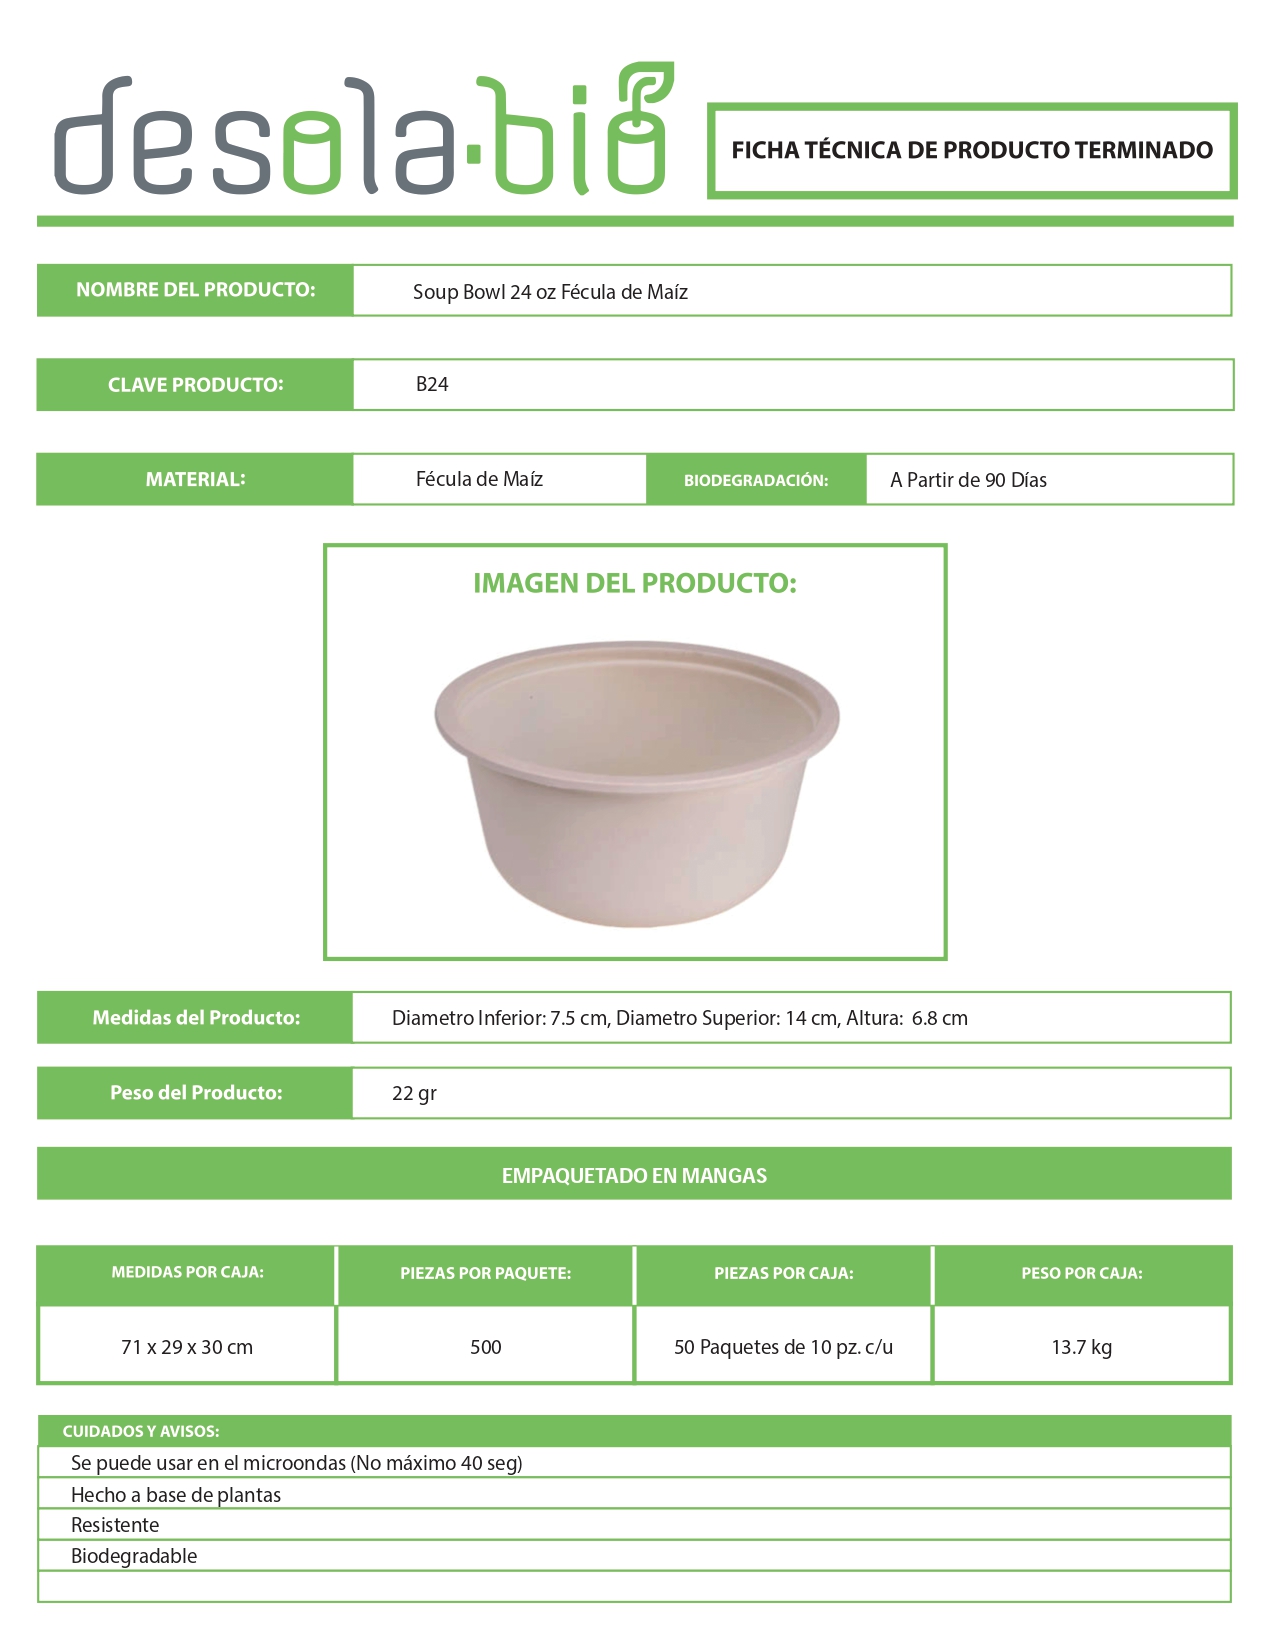 desola.bio
FICHA TÉCNICA DE PRODUCTO TERMINADO
NOMBRE DEL PRODUCTO: Soup Bowl 24 oz Fécula de Maíz
CLAVE PRODUCTO: B24
MATERIAL: Fécula de Maíz BIODEGRADACIÓN: A Partir de 90 Días
IMAGEN DEL PRODUCTO:
Medidas del Producto: Diametro Inferior: 7.5 cm, Diametro Superior: 14 cm, Altura: 6.8 cm
Peso del Producto: 22 gr
EMPAQUETADO EN MANGAS
MEDIDAS POR CAJA: PIEZAS POR PAQUETE: PIEZAS POR CAJA: PESO POR CAJA:
71 x 29 x 30 cm 500 50 Paquetes de 10 pz. c/u 13.7 kg
CUIDADOS Y AVISOS:
Se puede usar en el microondas (No máximo 40 seg)
Hecho a base de plantas
Resistente
Biodegradable